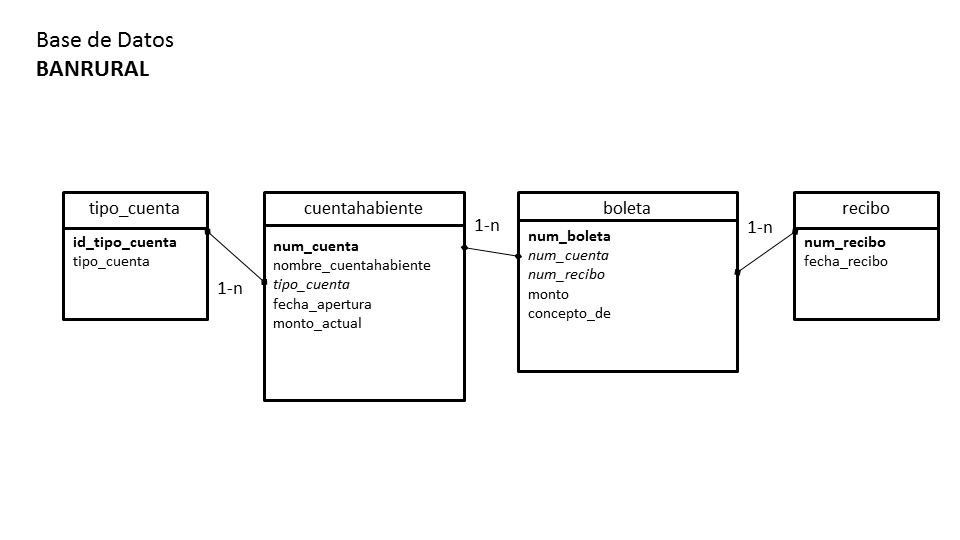 Base de Datos
BANRURAL
tipo_cuenta
id_tipo_cuenta
tipo_cuenta
1-n
cuentahabiente
num_cuenta
nombre_cuentahabiente
tipo_cuenta
fecha_apertura
monto_actual
1-n
boleta
num_boleta
num_cuenta
num_recibo
monto
concepto_de
1-n
recibo
num_recibo
fecha_recibo